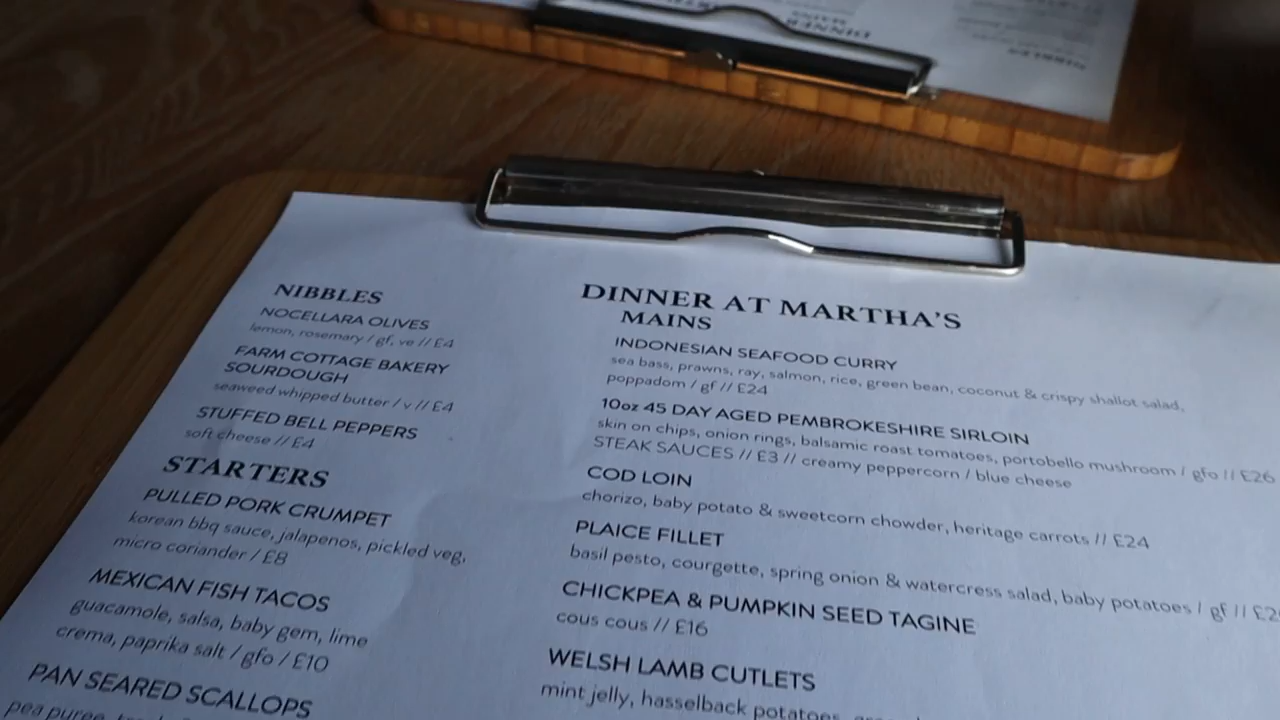 DINNER
MAINS
NIBBLES
NIBBLES
NOCELLARA OLIVES
lemon, rosemary / gf, ve // £4
FARM COTTAGE BAKERY
SOURDOUGH
seaweed whipped butter / v // £4
STUFFED BELL PEPPERS
soft cheese // £4
STARTERS
PULLED PORK CRUMPET
korean bbq sauce, jalapenos, pickled veg,
micro coriander / £8
MEXICAN FISH TACOS
guacamole, salsa, baby gem, lime
crema, paprika salt / gfo / £10
PAN SEARED SCALLOPS
pea puree,
DINNER AT MARTHA'S
MAINS
INDONESIAN SEAFOOD CURRY
sea bass, prawns, ray, salmon, rice, green bean, coconut & crispy shallot salad,
poppadom / gf // £24
10oz 45 DAY AGED PEMBROKESHIRE SIRLOIN
skin on chips, onion rings, balsamic roast tomatoes, portobello mushroom / gfo // £26
STEAK SAUCES // £3 // creamy peppercorn / blue cheese
COD LOIN
chorizo, baby potato & sweetcorn chowder, heritage carrots // £24
PLAICE FILLET
basil pesto, courgette, spring onion & watercress salad, baby potatoes / gf //
CHICKPEA & PUMPKIN SEED TAGINE
cous cous // £16
WELSH LAMB CUTLETS
mint jelly, hasselback potatoes,